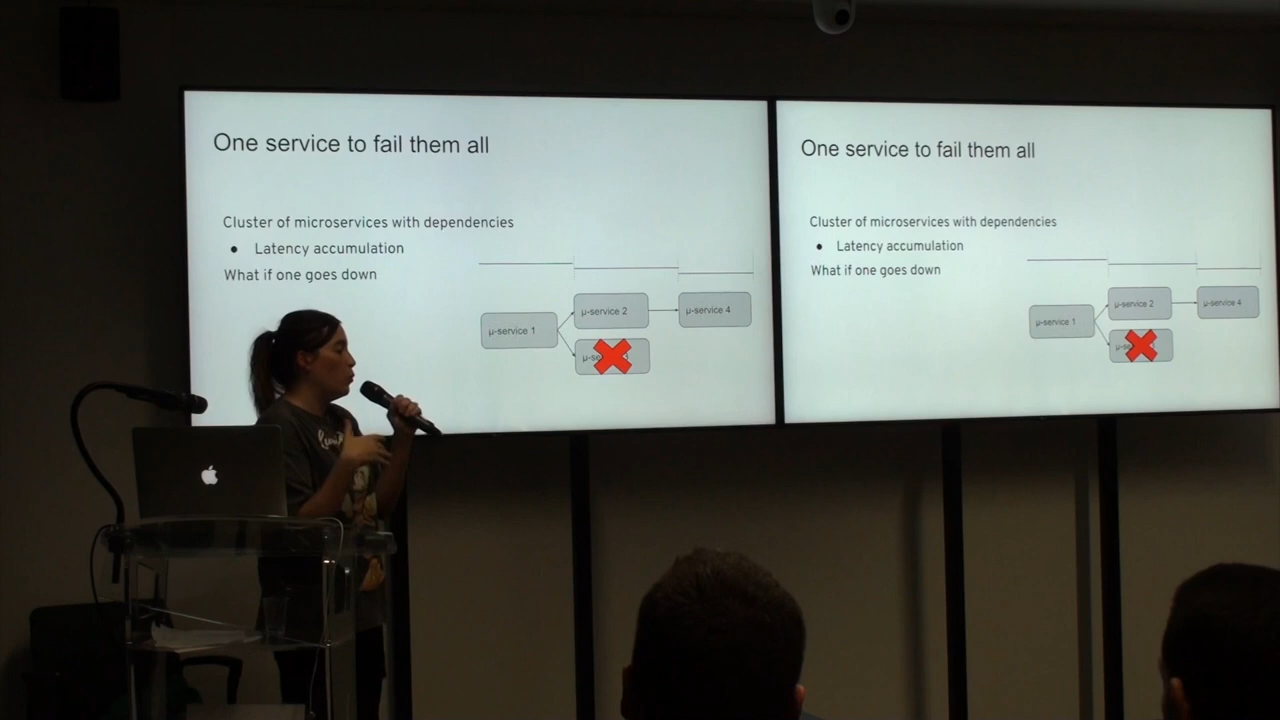 One service to fail them all
Cluster of microservices with dependencies
● Latency accumulation
What if one goes down
μ-service 1
μ-service 2
μ-service 4
One service to fail them all
Cluster of microservices with dependencies
● Latency accumulation
What if one goes down
μ-service 1
μ-service 2
μ-service 4